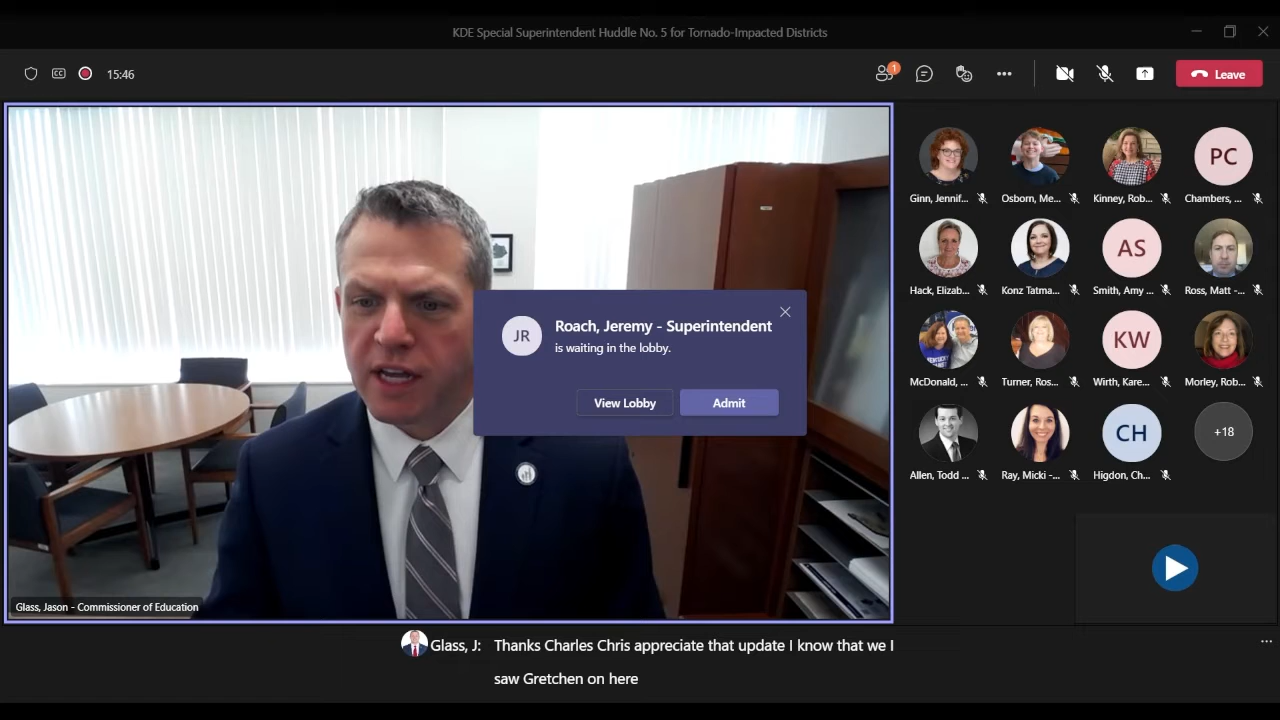 KDE Special Superintendent Huddle No. 5 for Tornado-Impacted Districts
CC
15:46
1
Leave
Glass, Jason - Commissioner of Education
JR
Roach, Jeremy - Superintendent
is waiting in the lobby.
View Lobby
Admit
Ginn, Jennif...
Osborn, Me...
Kinney, Rob...
PC
Chambers, ...
Hack, Elizab...
Konz Tatma...
AS
Smith, Amy ...
Ross, Matt -...
McDonald, ...
Turner, Ros...
KW
Wirth, Kare...
Morley, Rob...
Allen, Todd ...
Ray, Micki -...
CH
Higdon, Ch...
+18
Glass, J: Thanks Charles Chris appreciate that update I know that we I
saw Gretchen on here